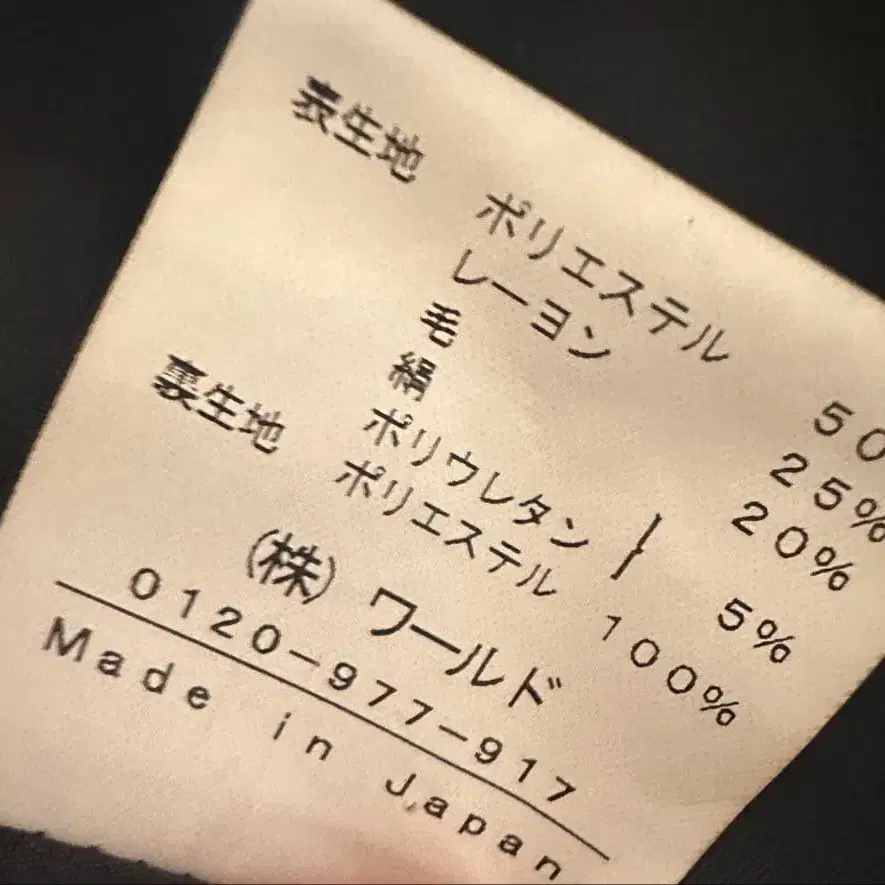 表生地 ポリエステル 50
レーヨン 25%
毛 20%
絹
ポリウレタン } 5%
裏生地 ポリエステル 100%
(株) ワールド
0120-977-917
Made in Japan